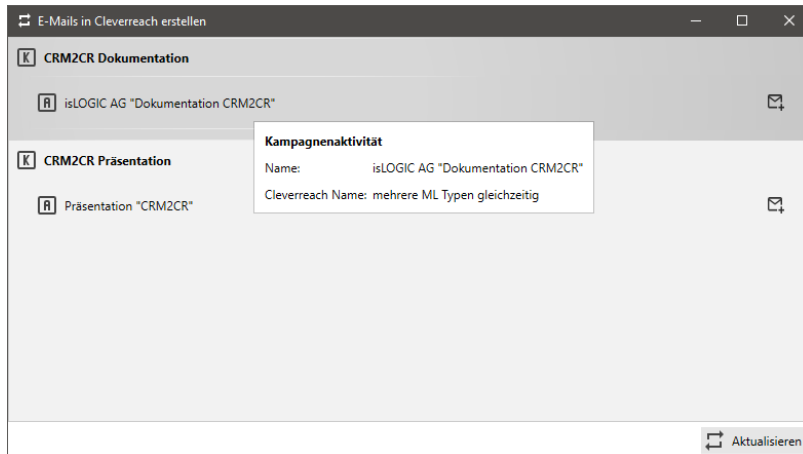 E-Mails in Cleverreach erstellen
K CRM2CR Dokumentation
A isLOGIC AG "Dokumentation CRM2CR"
Kampagnenaktivität
Name: isLOGIC AG "Dokumentation CRM2CR"
Cleverreach Name: mehrere ML Typen gleichzeitig
K CRM2CR Präsentation
A Präsentation "CRM2CR"
Aktualisieren